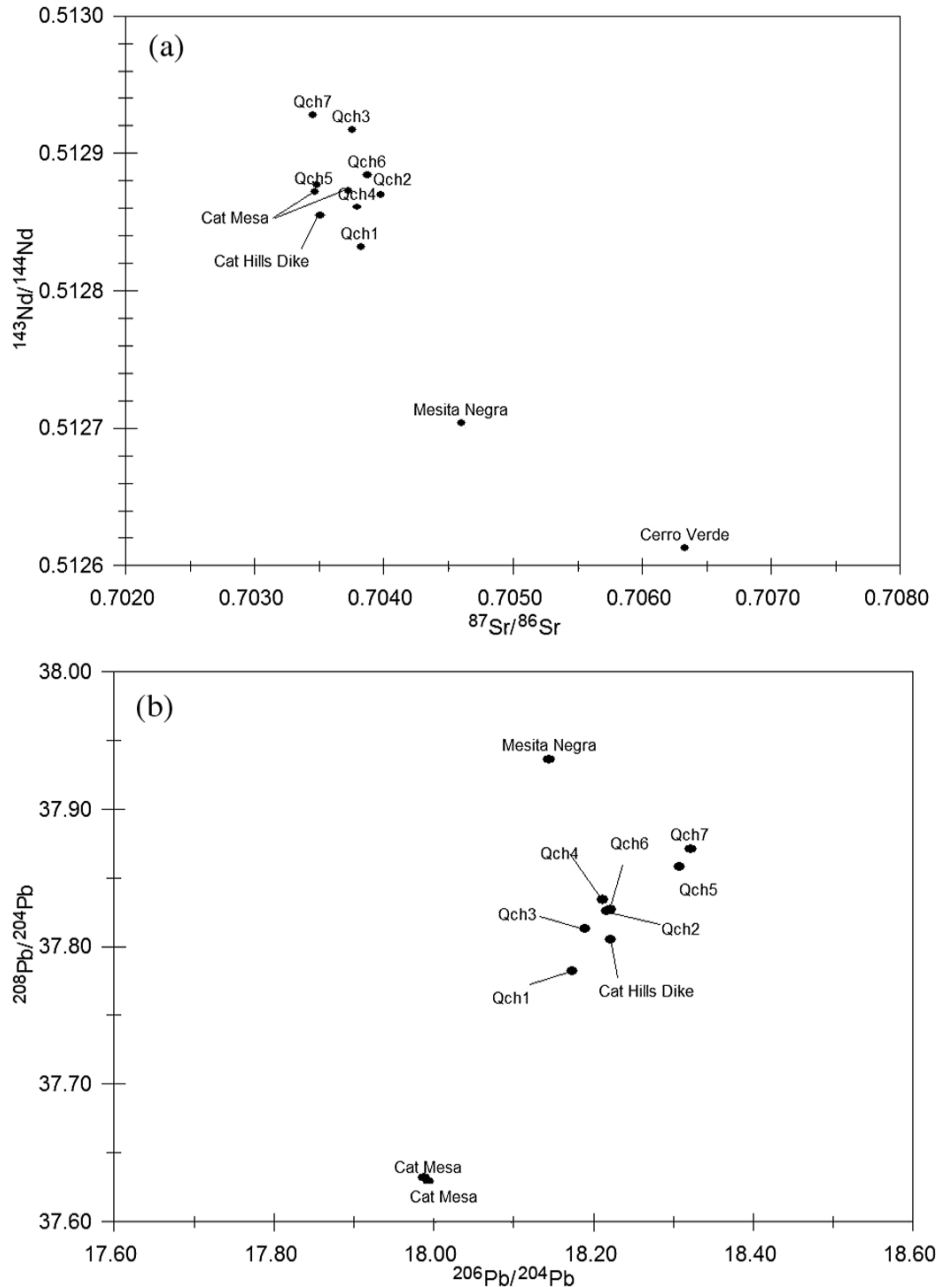 0.5130
(a)
Qch7
Qch3
0.5129
Qch6
Qch5
Qch2
Qch4
Cat Mesa
Qch1
Cat Hills Dike
0.5128
143Nd/144Nd
Mesita Negra
0.5127
Cerro Verde
0.5126
0.7020 0.7030 0.7040 0.7050 0.7060 0.7070 0.7080
87Sr/86Sr
38.00
(b)
Mesita Negra
37.90
Qch7
Qch6
Qch4
Qch5
Qch3
Qch2
37.80
Cat Hills Dike
Qch1
208Pb/204Pb
37.70
Cat Mesa
Cat Mesa
37.60
17.60 17.80 18.00 18.20 18.40 18.60
206Pb/204Pb